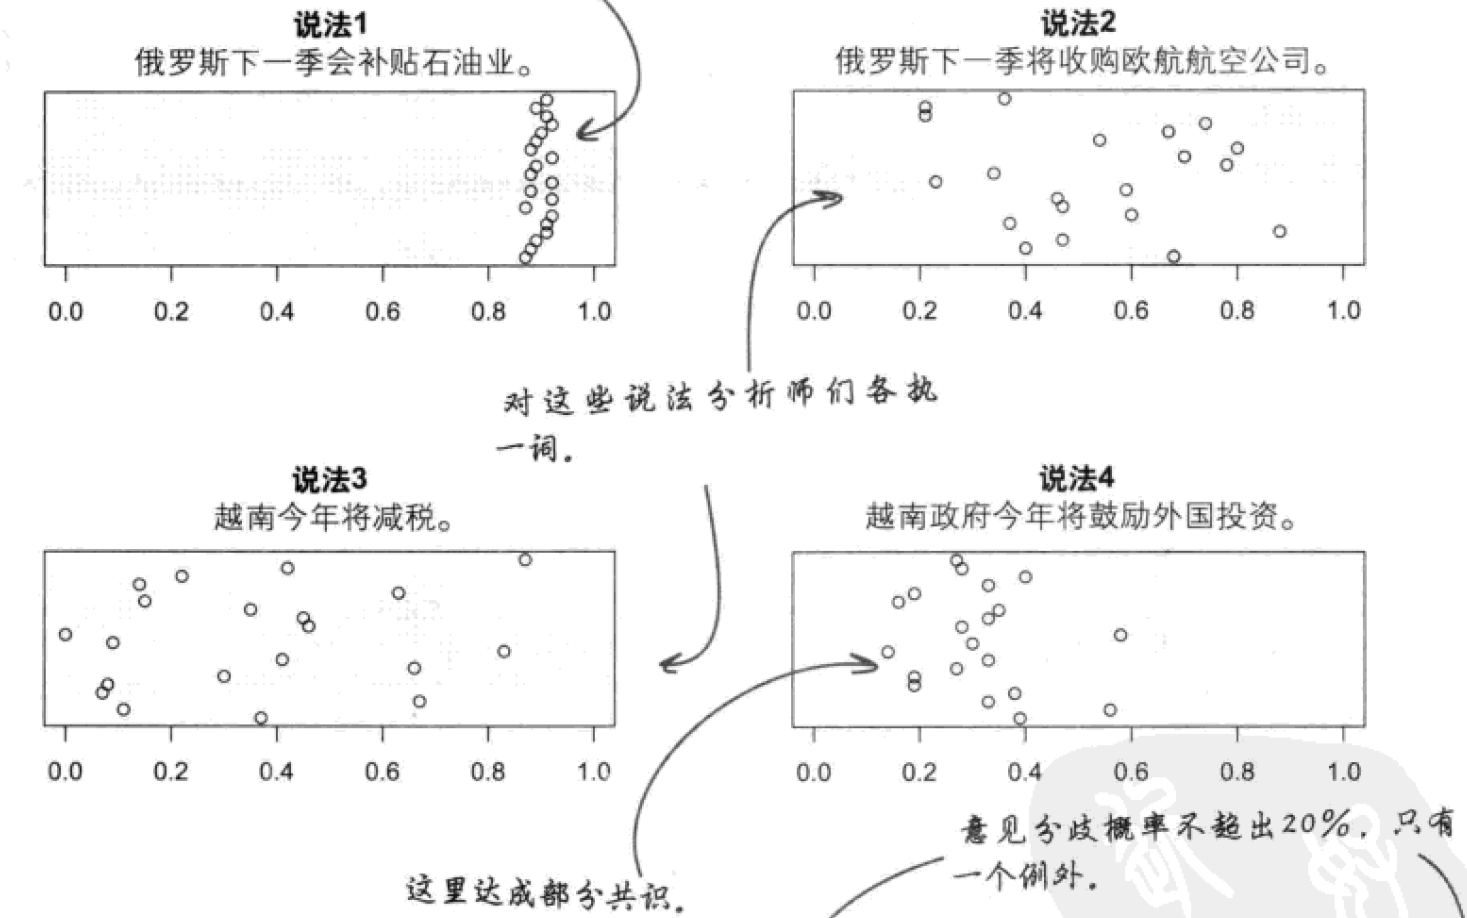 说法1
俄罗斯下一季会补贴石油业。
0.0 0.2 0.4 0.6 0.8 1.0
说法2
俄罗斯下一季将收购欧航航空公司。
0.0 0.2 0.4 0.6 0.8 1.0
对这些说法分析师们各执
一词.
说法3
越南今年将减税。
0.0 0.2 0.4 0.6 0.8 1.0
说法4
越南政府今年将鼓励外国投资。
0.0 0.2 0.4 0.6 0.8 1.0
这里达成部分共识.
意见分歧概率不超出20%. 只有
一个例外.